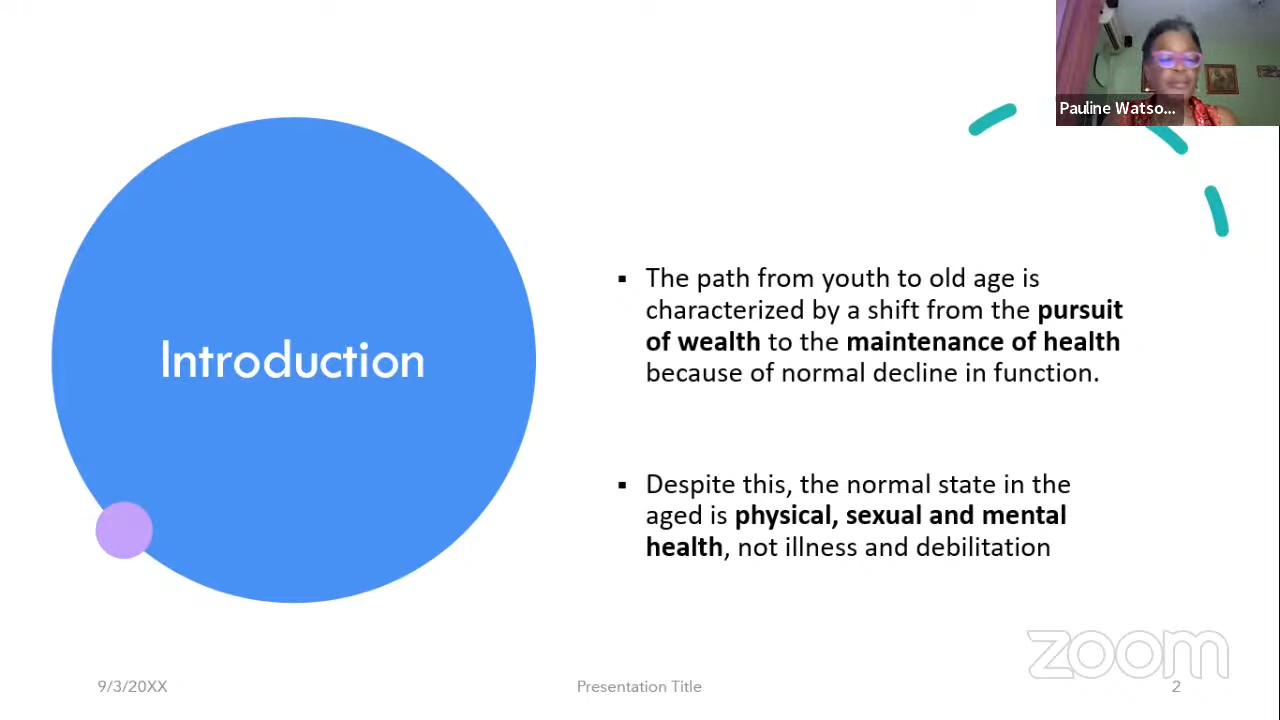 Pauline Watso...
Introduction
▪ The path from youth to old age is
characterized by a shift from the pursuit
of wealth to the maintenance of health
because of normal decline in function.
▪ Despite this, the normal state in the
aged is physical, sexual and mental
health, not illness and debilitation
zoom
9/3/20XX
Presentation Title
2